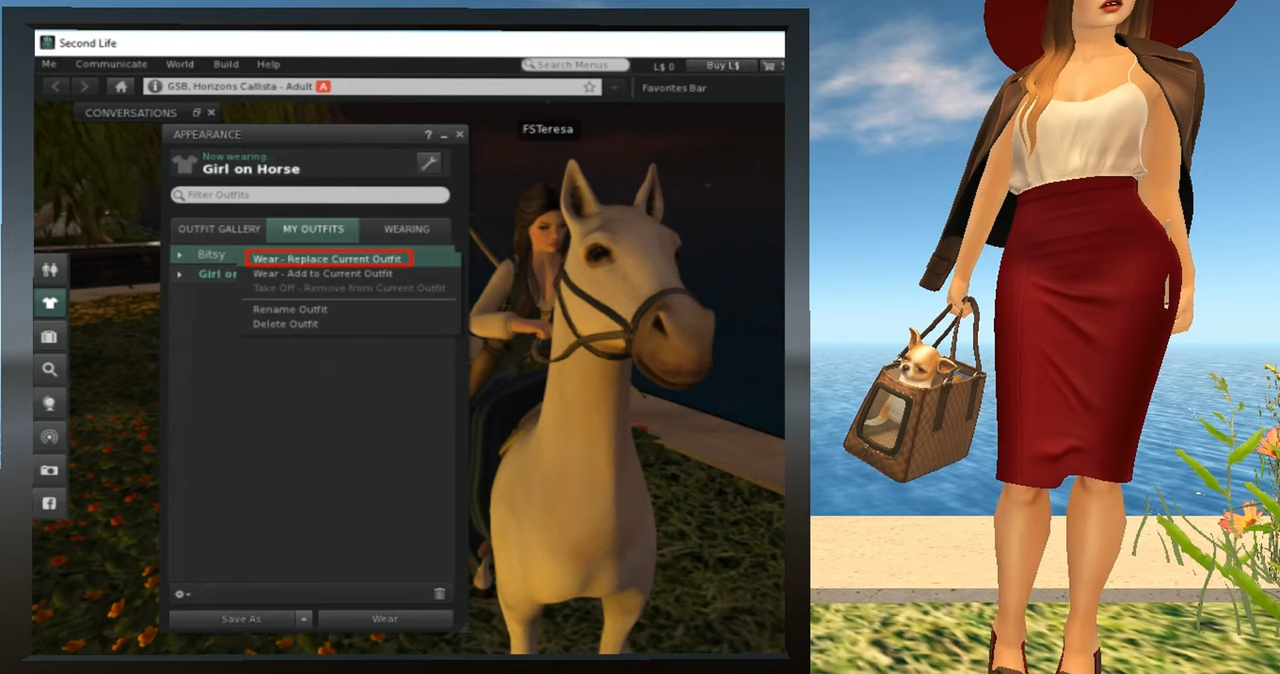 Second Life
Me Communicate World Build Help Search Menus L$ 0 Buy L$
GSB, Horizons Callista - Adult A Favorites Bar
CONVERSATIONS
FSTeresa
APPEARANCE ?
Now wearing...
Girl on Horse
Filter Outfits
OUTFIT GALLERY MY OUTFITS WEARING
Bitsy
Wear - Replace Current Outfit
Girl or
Wear - Add to Current Outfit
Take Off - Remove from Current Outfit
Rename Outfit
Delete Outfit
Save As Wear